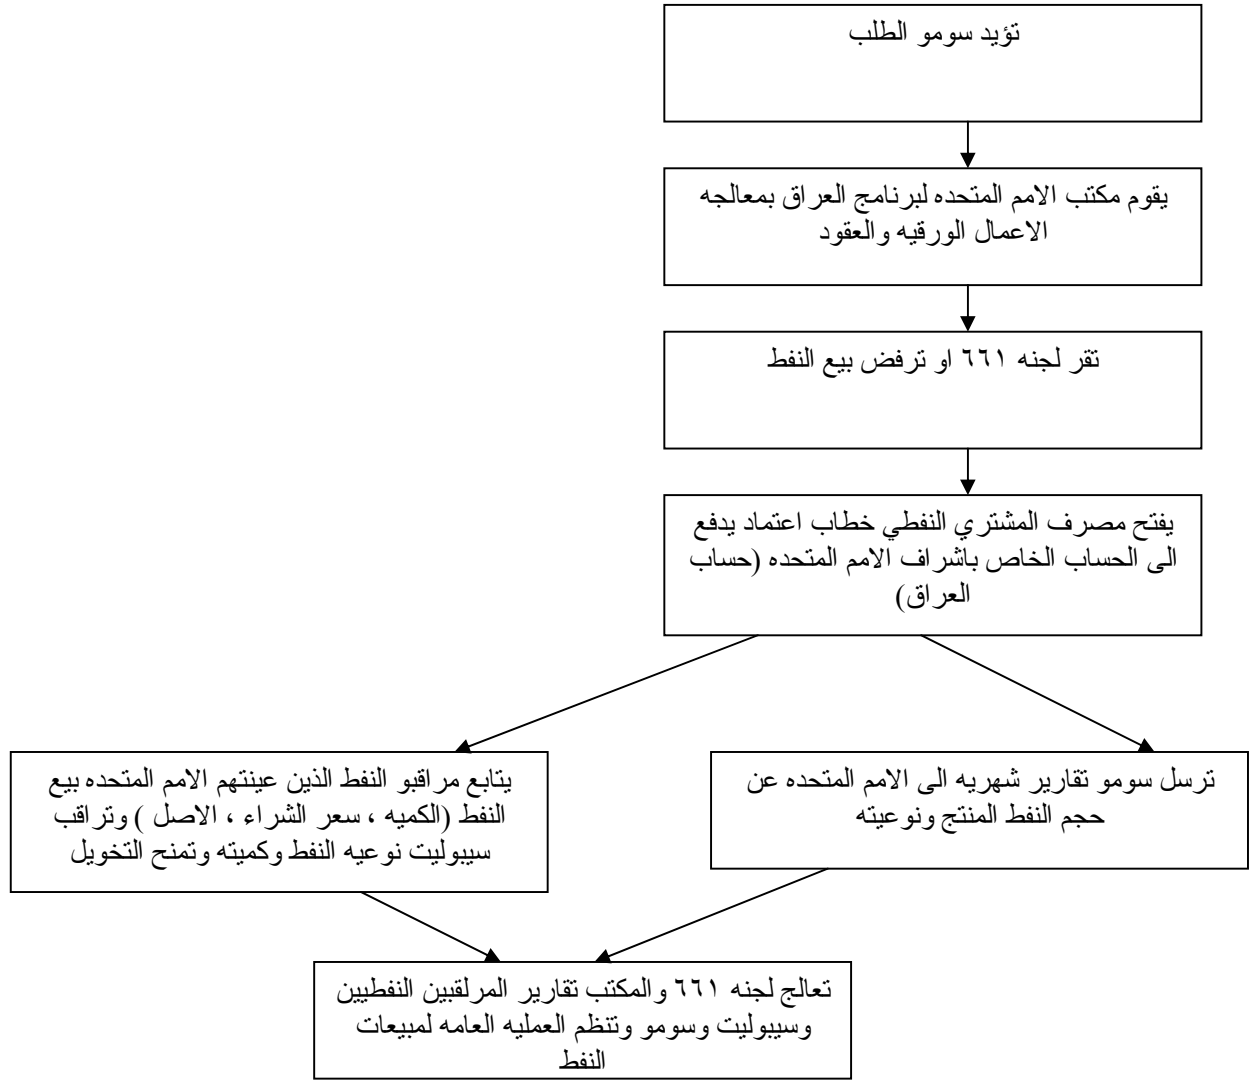 تؤيد سومو الطلب
يقوم مكتب الامم المتحده لبرنامج العراق بمعالجه
الاعمال الورقيه والعقود
تقر لجنه ٦٦١ او ترفض بيع النفط
يفتح مصرف المشتري النفطي خطاب اعتماد يدفع
الى الحساب الخاص باشراف الامم المتحده (حساب
العراق)
ترسل سومو تقارير شهريه الى الامم المتحده عن
حجم النفط المنتج ونوعيته
يتابع مراقبو النفط الذين عينتهم الامم المتحده بيع
النفط (الكميه ، سعر الشراء ، الاصل ) وتراقب
سيبوليت نوعيه النفط وكميته وتمنح التخويل
تعالج لجنه ٦٦١ والمكتب تقارير المرلقبين النفطيين
وسيبوليت وسومو وتنظم العمليه العامه لمبيعات
النفط